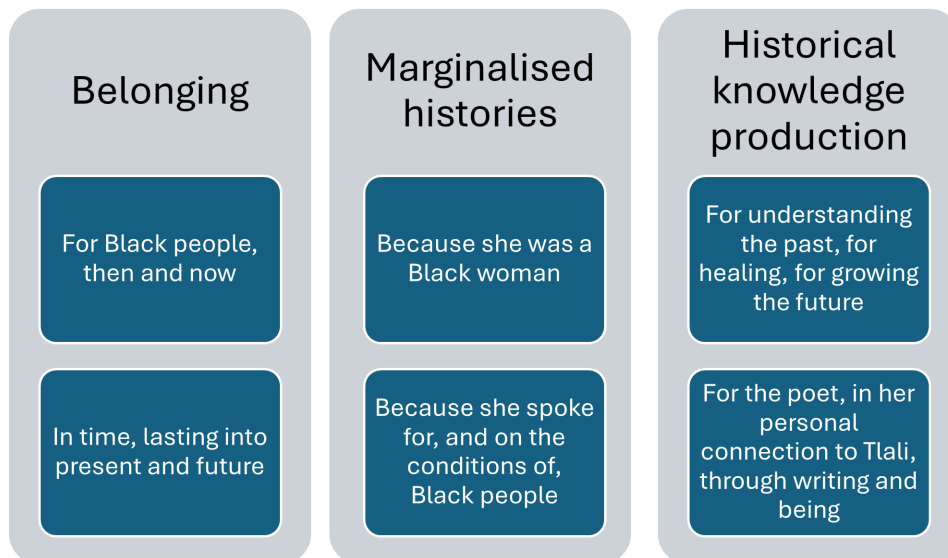 Belonging
For Black people,
then and now
In time, lasting into
present and future
Marginalised
histories
Because she was a
Black woman
Because she spoke
for, and on the
conditions of,
Black people
Historical
knowledge
production
For understanding
the past, for
healing, for growing
the future
For the poet, in her
personal
connection to Tlali,
through writing and
being